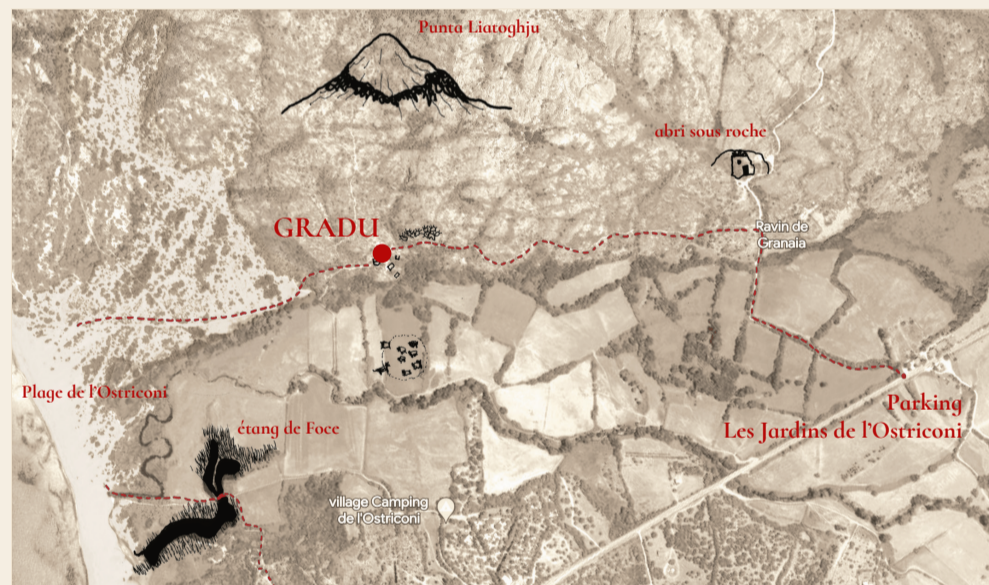 Punta Liatoghju
abri sous roche
GRADU
Ravin de
Granaia
Plage de l'Ostriconi
Parking
Les Jardins de l'Ostriconi
étang de Foce
village Camping
de l'Ostriconi